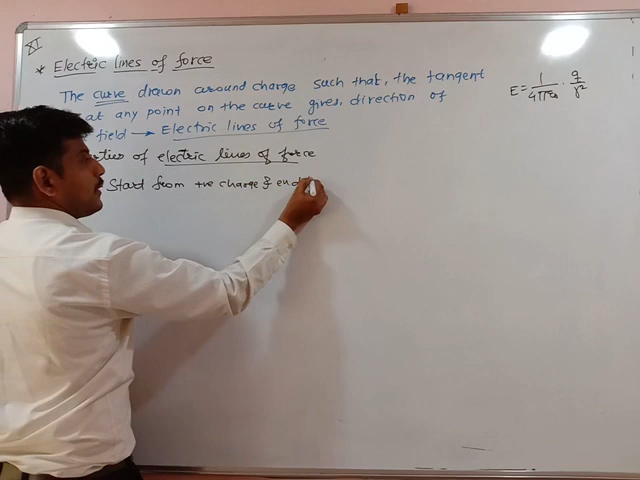 XI
* Electric lines of force
The curve drawn around charge such that, the tangent
at any point on the curve gives, direction of
field → Electric lines of force
of electric lines of force
Start from +ve charge & end
E = 1/4πε₀ · q/r²